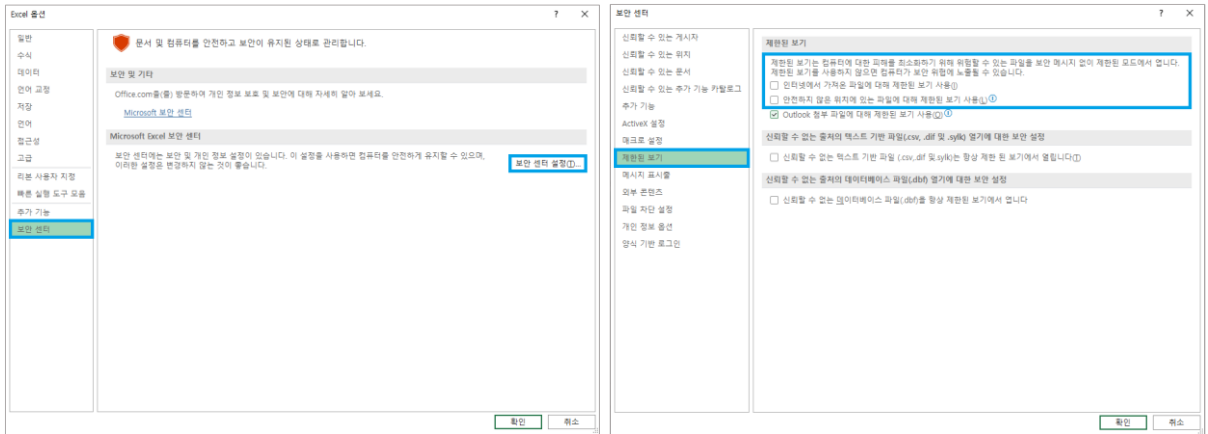 Excel 옵션
? ×
일반
수식
데이터
언어 교정
저장
언어
접근성
고급
리본 사용자 지정
빠른 실행 도구 모음
추가 기능
보안 센터
문서 및 컴퓨터를 안전하고 보안이 유지된 상태로 관리합니다.
보안 및 기타
Office.com을(를) 방문하여 개인 정보 보호 및 보안에 대해 자세히 알아 보세요.
Microsoft 보안 센터
Microsoft Excel 보안 센터
보안 센터에는 보안 및 개인 정보 설정이 있습니다. 이 설정을 사용하면 컴퓨터를 안전하게 유지할 수 있으며,
이러한 설정은 변경하지 않는 것이 좋습니다.
보안 센터 설정(T)...
확인
취소
보안 센터
? ×
신뢰할 수 있는 게시자
신뢰할 수 있는 위치
신뢰할 수 있는 문서
신뢰할 수 있는 추가 기능 카탈로그
추가 기능
ActiveX 설정
매크로 설정
제한된 보기
메시지 표시줄
외부 콘텐츠
파일 차단 설정
개인 정보 옵션
양식 기반 로그인
제한된 보기
제한된 보기는 컴퓨터에 대한 피해를 최소화하기 위해 위험할 수 있는 파일을 보안 메시지 없이 제한된 모드에서 엽니다.
제한된 보기를 사용하지 않으면 컴퓨터가 보안 위협에 노출될 수 있습니다.
인터넷에서 가져온 파일에 대해 제한된 보기 사용(I)
안전하지 않은 위치에 있는 파일에 대해 제한된 보기 사용(L)
Outlook 첨부 파일에 대해 제한된 보기 사용(O)
신뢰할 수 없는 출처의 텍스트 기반 파일(.csv, .dif 및 .sylk) 열기에 대한 보안 설정
신뢰할 수 없는 텍스트 기반 파일 (.csv,.dif 및.sylk)는 항상 제한 된 보기에서 열립니다(T)
신뢰할 수 없는 출처의 데이터베이스 파일(.dbf) 열기에 대한 보안 설정
신뢰할 수 없는 데이터베이스 파일(.dbf)을 항상 제한된 보기에서 엽니다
확인
취소